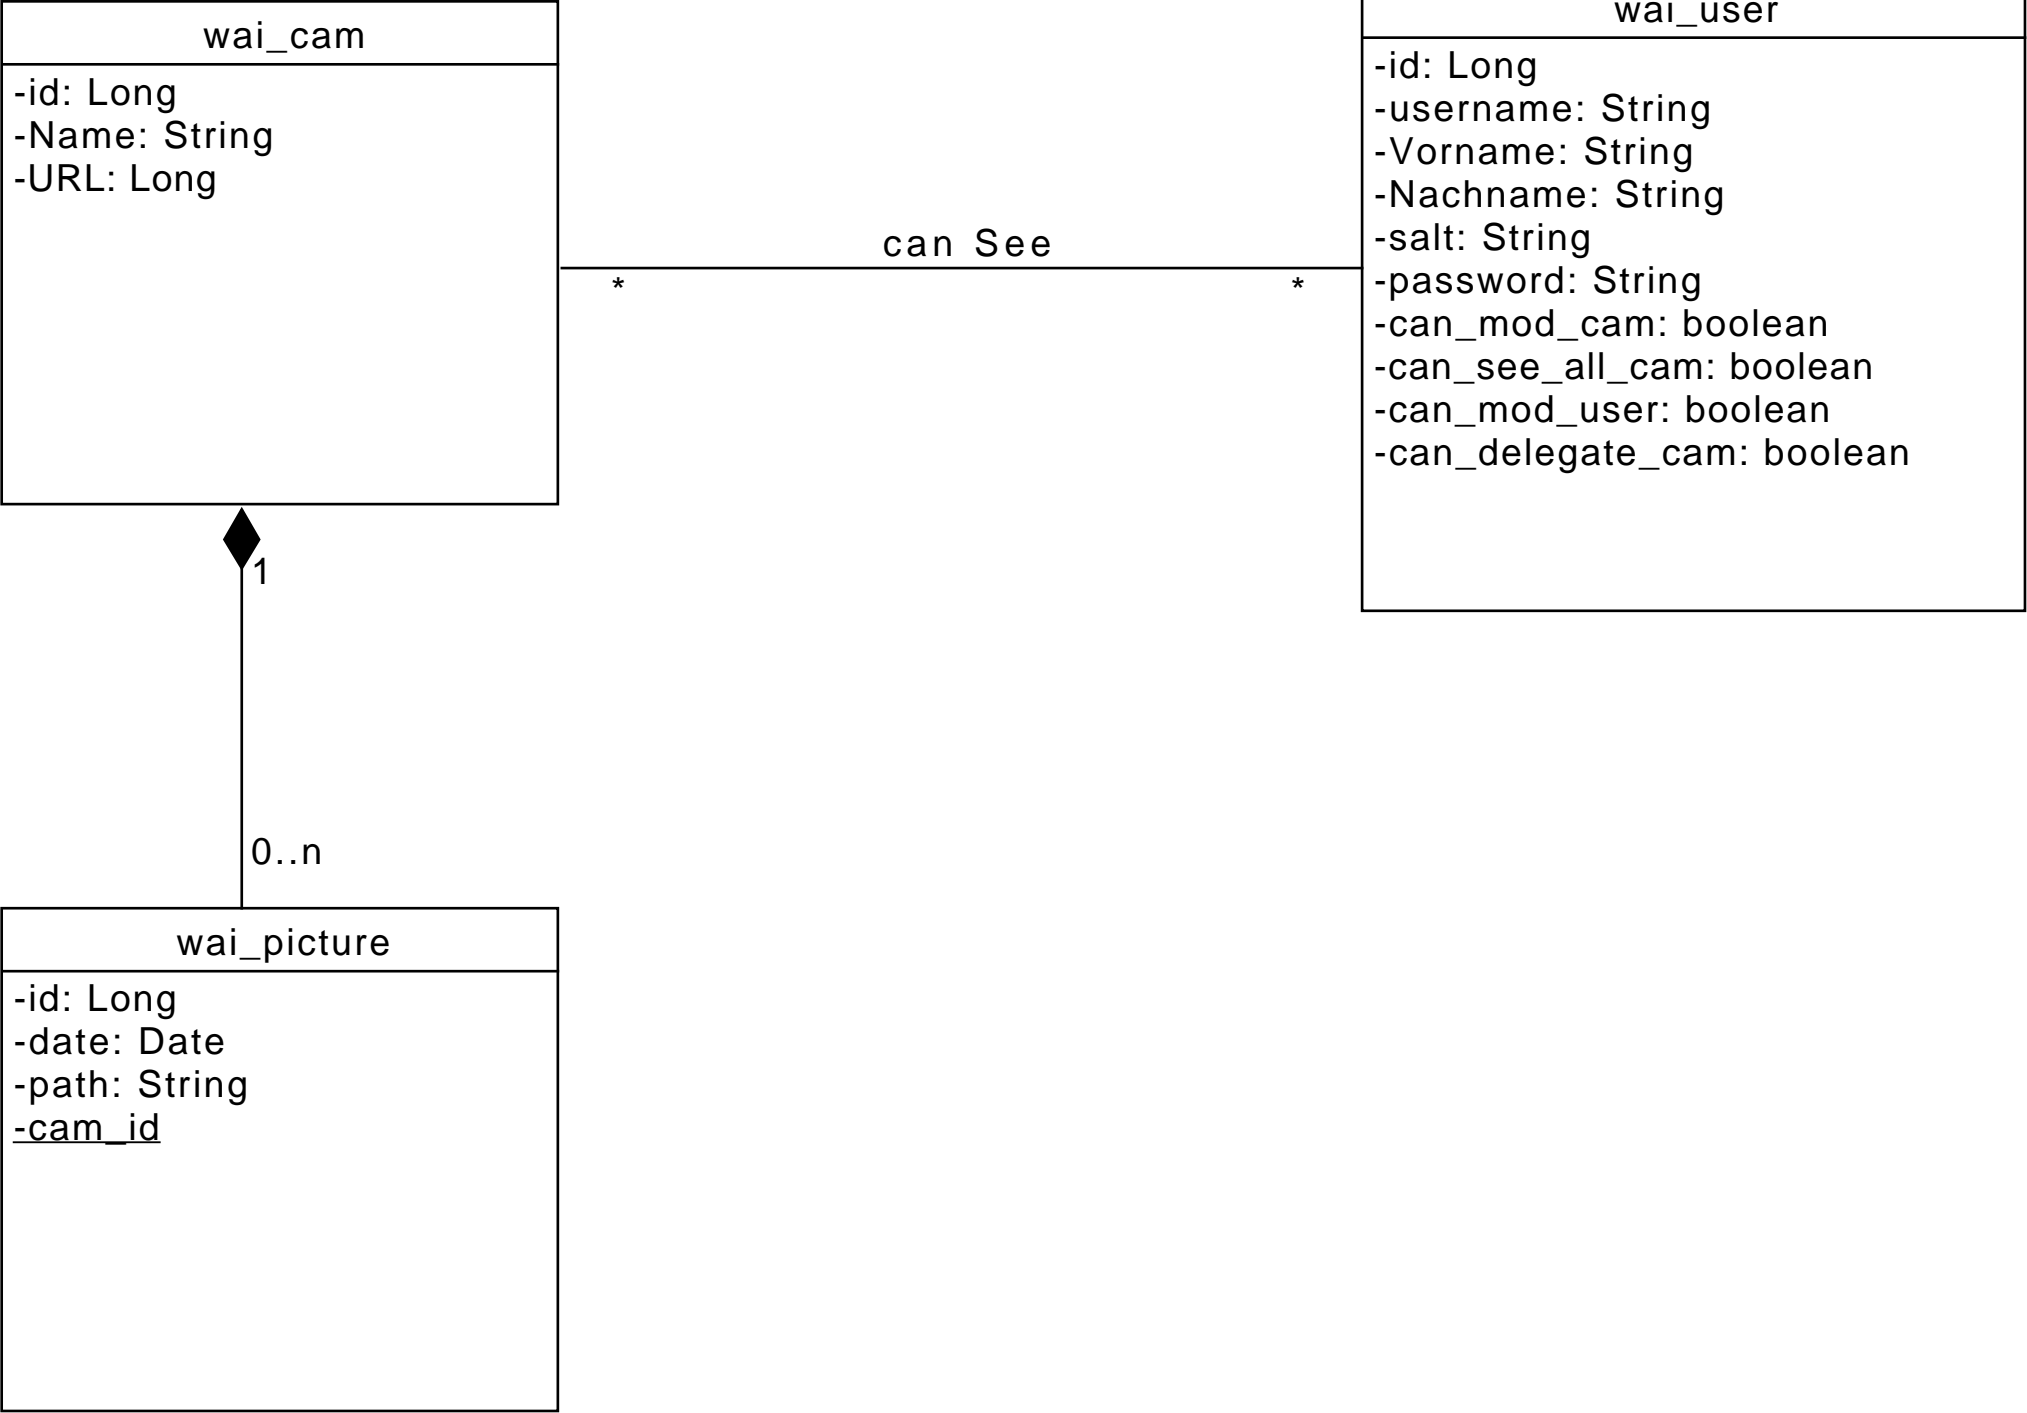 wai_cam
-id: Long
-Name: String
-URL: Long
can See
*
*
wai_user
-id: Long
-username: String
-Vorname: String
-Nachname: String
-salt: String
-password: String
-can_mod_cam: boolean
-can_see_all_cam: boolean
-can_mod_user: boolean
-can_delegate_cam: boolean
1
0..n
wai_picture
-id: Long
-date: Date
-path: String
-cam_id